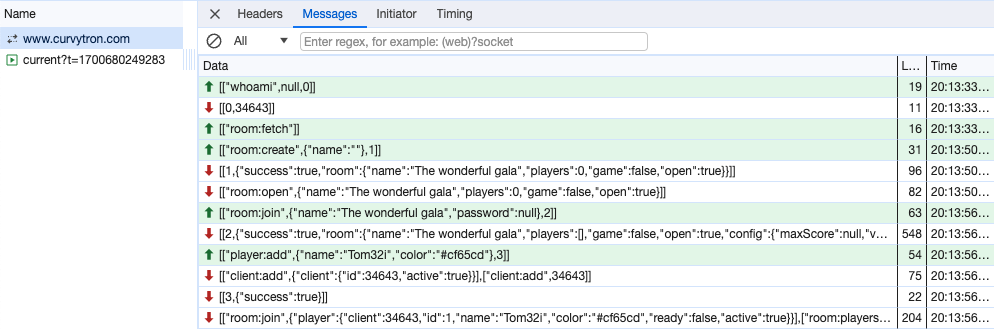 Name
www.curvytron.com
current?t=1700680249283
Headers Messages Initiator Timing
All Enter regex, for example: (web)?socket
Data L... Time
[["whoami",null,0]] 19 20:13:33...
[[0,34643]] 11 20:13:33...
[["room:fetch"]] 16 20:13:33...
[["room:create",{"name":""},1]] 31 20:13:50...
[[1,{"success":true,"room":{"name":"The wonderful gala","players":0,"game":false,"open":true}}]] 96 20:13:50...
[["room:open",{"name":"The wonderful gala","players":0,"game":false,"open":true}]] 82 20:13:50...
[["room:join",{"name":"The wonderful gala","password":null},2]] 63 20:13:56...
[[2,{"success":true,"room":{"name":"The wonderful gala","players":[],"game":false,"open":true,"config":{"maxScore":null,"v... 548 20:13:56...
[["player:add",{"name":"Tom32i","color":"#cf65cd"},3]] 54 20:13:56...
[["client:add",{"client":{"id":34643,"active":true}}],["client:add",34643]] 75 20:13:56...
[[3,{"success":true}]] 22 20:13:56...
[["room:join",{"player":{"client":34643,"id":1,"name":"Tom32i","color":"#cf65cd","ready":false,"active":true}}],["room:players... 204 20:13:56...